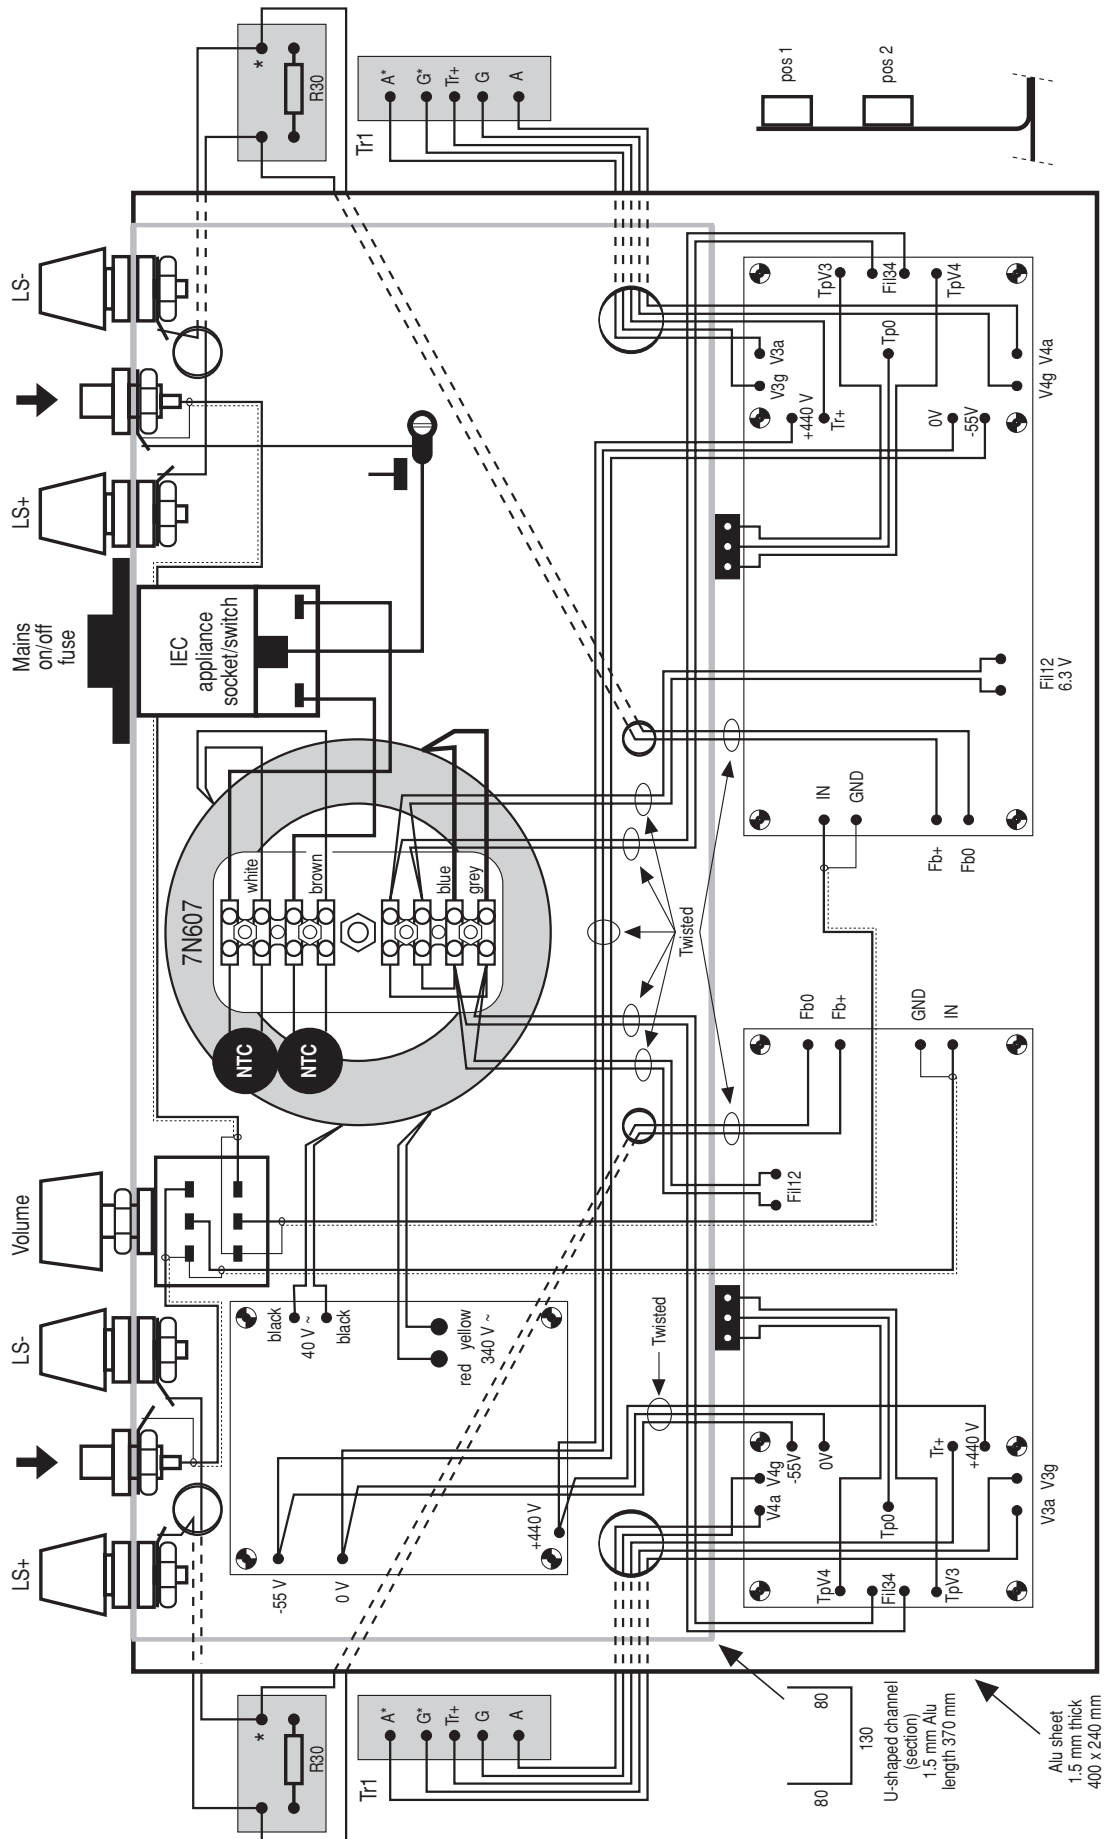 LS-
LS+
Mains
on/off
fuse
Volume
LS-
LS+
*
R30
Tr1
A*
G*
Tr+
G
A
pos 1
pos 2
IEC
appliance
socket/switch
7N607
white
brown
blue
grey
NTC
NTC
black
40 V ~
black
red yellow
340 V ~
-55 V
0 V
+440 V
Twisted
Twisted
V3g V3a
+440 V
Tr+
TpV3
Fil34
TpV4
Tp0
0V
-55V
V4g V4a
Fil12
6.3 V
IN
GND
Fb+
Fb0
Fb0
Fb+
GND
IN
Fil12
V4a V4g
-55V
0V
Tr+
+440 V
V3a V3g
Tp0
TpV4
Fil34
TpV3
*
R30
Tr1
A*
G*
Tr+
G
A
80
130
80
U-shaped channel
(section)
1.5 mm Alu
length 370 mm
Alu sheet
1.5 mm thick
400 x 240 mm